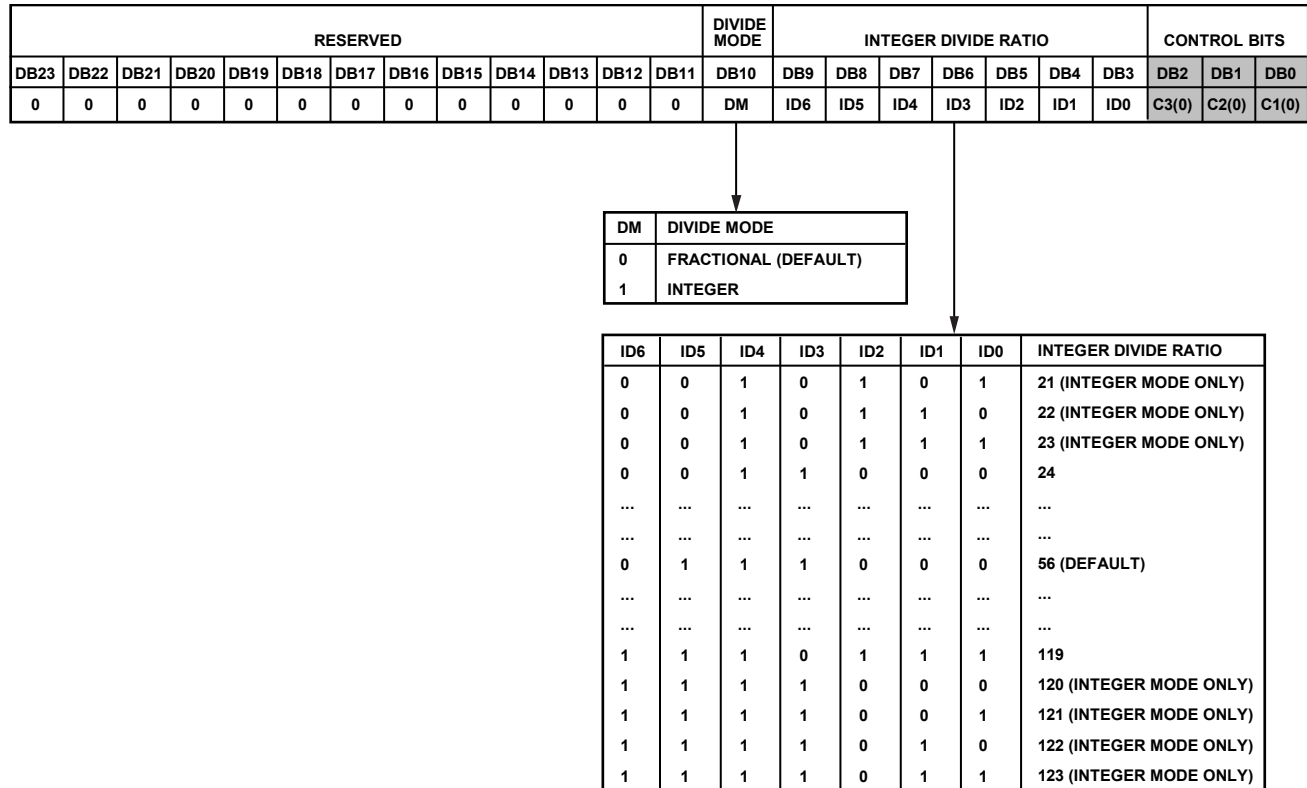 RESERVED DIVIDE MODE INTEGER DIVIDE RATIO CONTROL BITS
DB23 DB22 DB21 DB20 DB19 DB18 DB17 DB16 DB15 DB14 DB13 DB12 DB11 DB10 DB9 DB8 DB7 DB6 DB5 DB4 DB3 DB2 DB1 DB0
0 0 0 0 0 0 0 0 0 0 0 0 0 DM ID6 ID5 ID4 ID3 ID2 ID1 ID0 C3(0) C2(0) C1(0)
DM DIVIDE MODE
0 FRACTIONAL (DEFAULT)
1 INTEGER
ID6 ID5 ID4 ID3 ID2 ID1 ID0 INTEGER DIVIDE RATIO
0 0 1 0 1 0 1 21 (INTEGER MODE ONLY)
0 0 1 0 1 1 0 22 (INTEGER MODE ONLY)
0 0 1 0 1 1 1 23 (INTEGER MODE ONLY)
0 0 1 1 0 0 0 24
... ... ... ... ... ... ... ...
... ... ... ... ... ... ... ...
0 1 1 1 0 0 0 56 (DEFAULT)
... ... ... ... ... ... ... ...
... ... ... ... ... ... ... ...
1 1 1 0 1 1 1 119
1 1 1 1 0 0 0 120 (INTEGER MODE ONLY)
1 1 1 1 0 0 1 121 (INTEGER MODE ONLY)
1 1 1 1 0 1 0 122 (INTEGER MODE ONLY)
1 1 1 1 0 1 1 123 (INTEGER MODE ONLY)